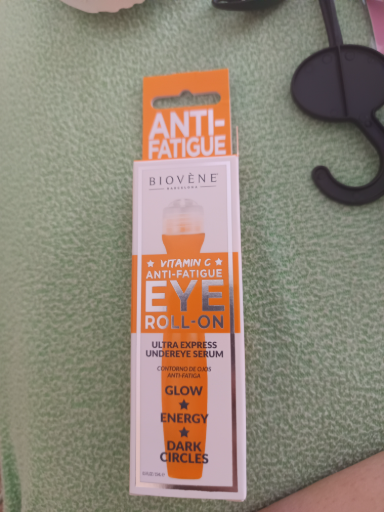 ANTI-
FATIGUE
BIOVÈNE
BARCELONA
★ VITAMIN C ★
ANTI-FATIGUE
EYE
ROLL-ON
ULTRA EXPRESS
UNDEREYE SERUM
CONTORNO DE OJOS
ANTI-FATIGA
GLOW
★
ENERGY
★
DARK
CIRCLES